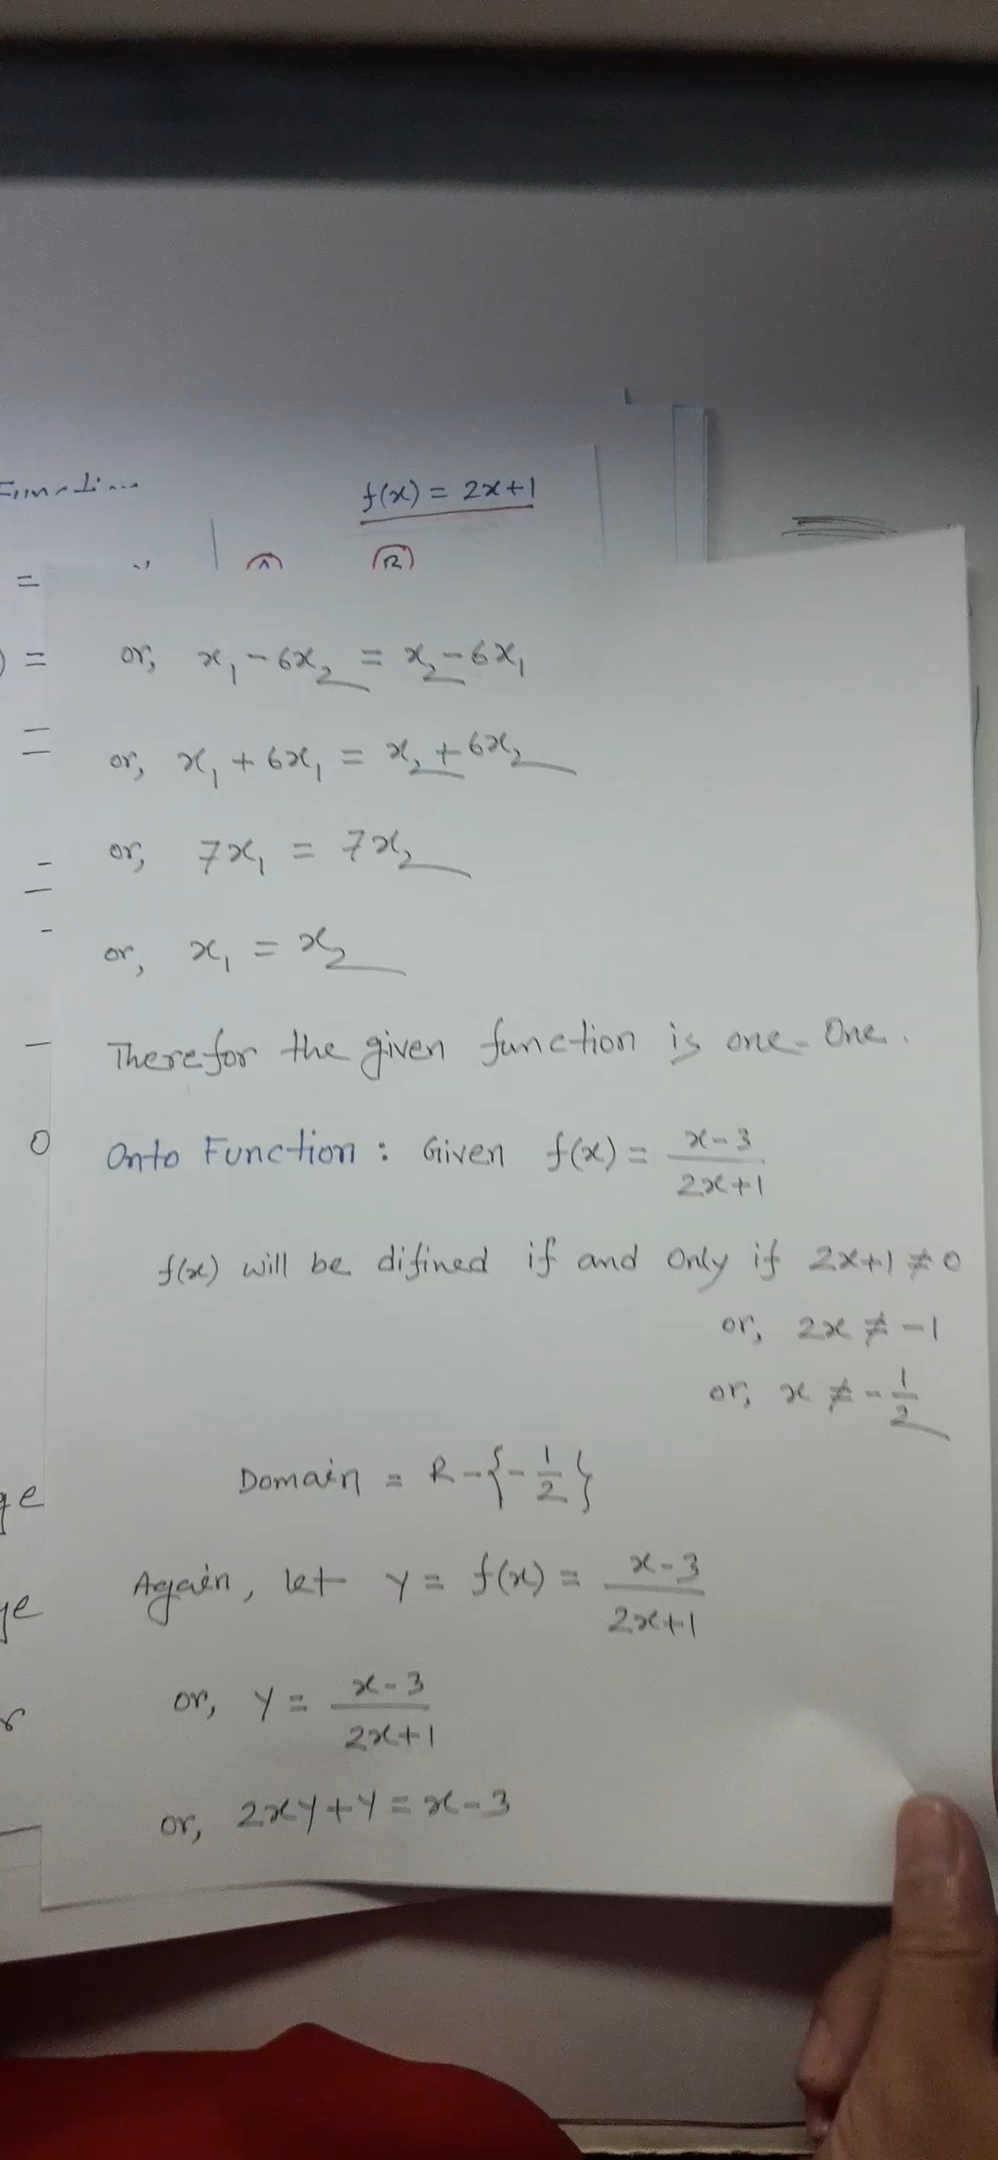 f(x) = 2x+1
or, x₁-6x₂ = x₂-6x₁
or, x₁+6x₁ = x₂+6x₂
or, 7x₁ = 7x₂
or, x₁ = x₂
Therefor the given function is one-One.
Onto Function: Given f(x) = (x-3)/(2x+1)
f(x) will be difined if and only if 2x+1≠0
or, 2x ≠ -1
or, x ≠ -1/2
Domain = R-{-1/2}
Again, let y = f(x) = (x-3)/(2x+1)
or, y = (x-3)/(2x+1)
or, 2xy+y = x-3